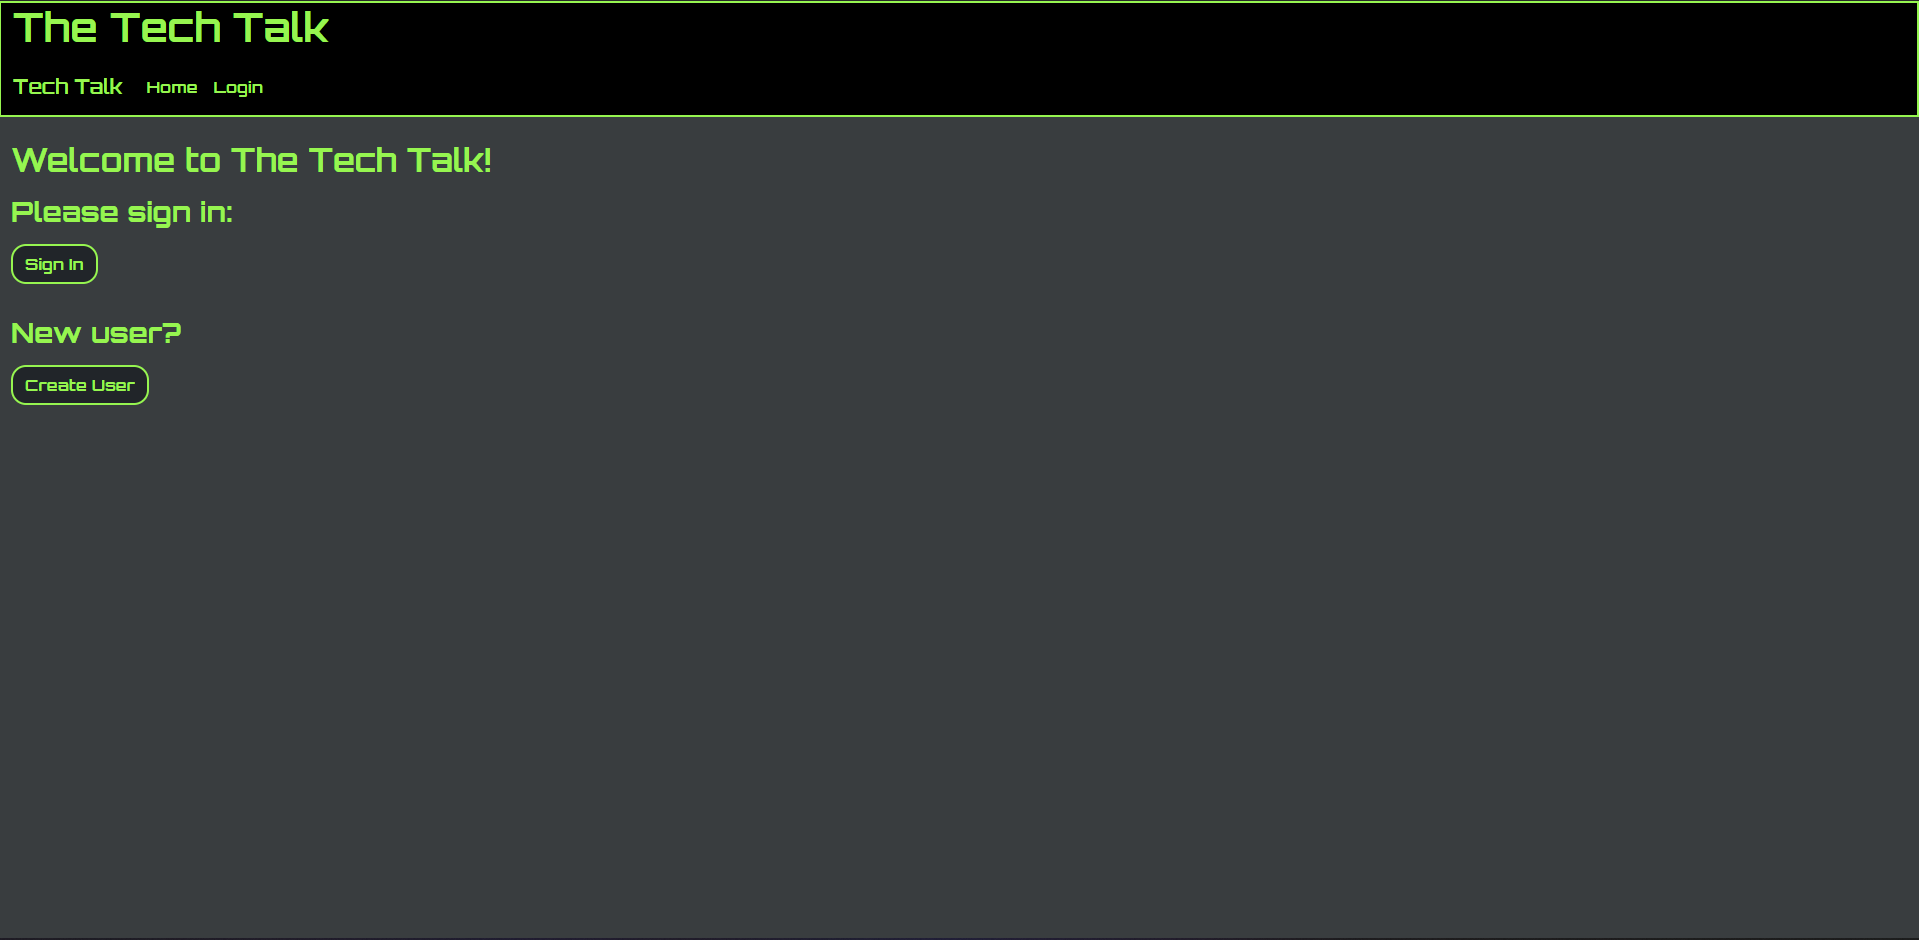 The Tech Talk
Tech Talk Home Login
Welcome to The Tech Talk!
Please sign in:
Sign In
New user?
Create User